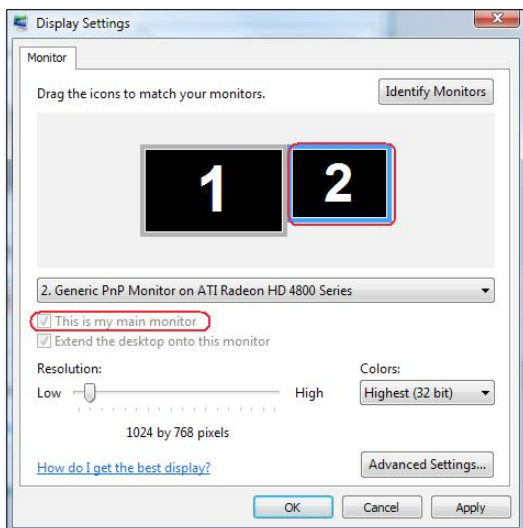 Display Settings
Monitor
Drag the icons to match your monitors.
Identify Monitors
1
2
2. Generic PnP Monitor on ATI Radeon HD 4800 Series
This is my main monitor
Extend the desktop onto this monitor
Resolution:
Colors:
Low
High
Highest (32 bit)
1024 by 768 pixels
How do I get the best display?
Advanced Settings...
OK
Cancel
Apply